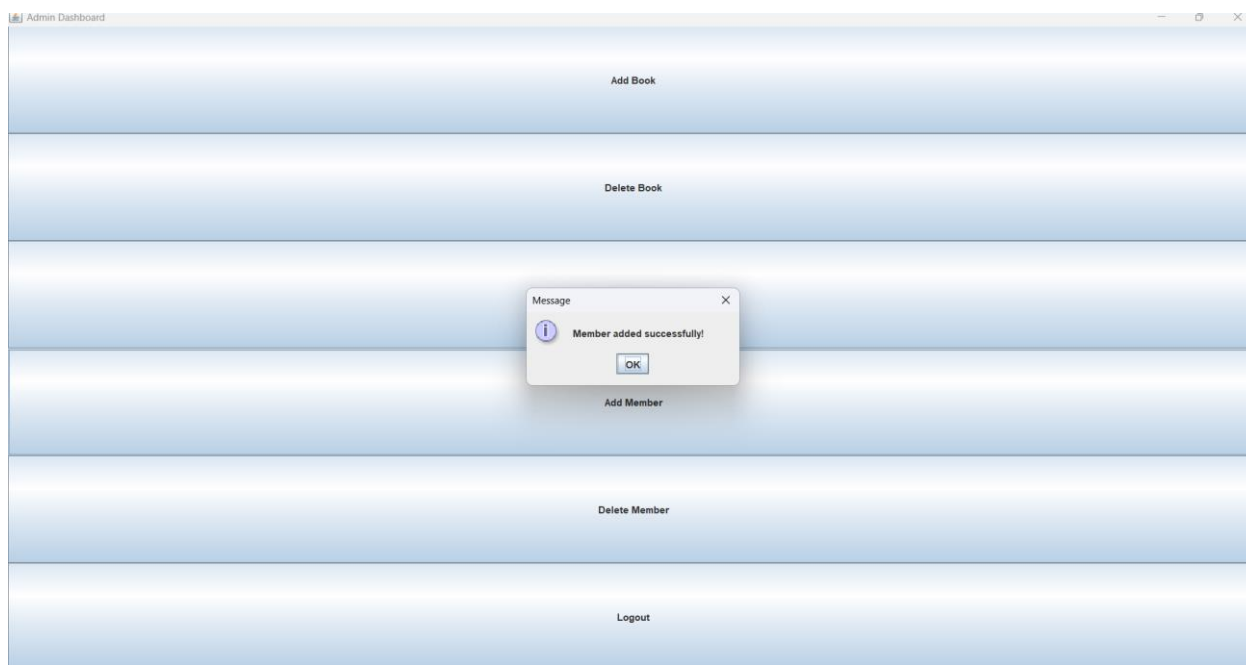 Admin Dashboard
Add Book
Delete Book
Message
Member added successfully!
OK
Add Member
Delete Member
Logout